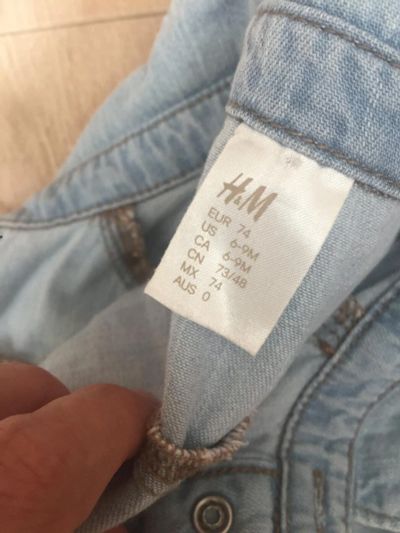 H&M
EUR 74
US 6-9M
CA 6-9M
CN 73/48
MX 74
AUS 0